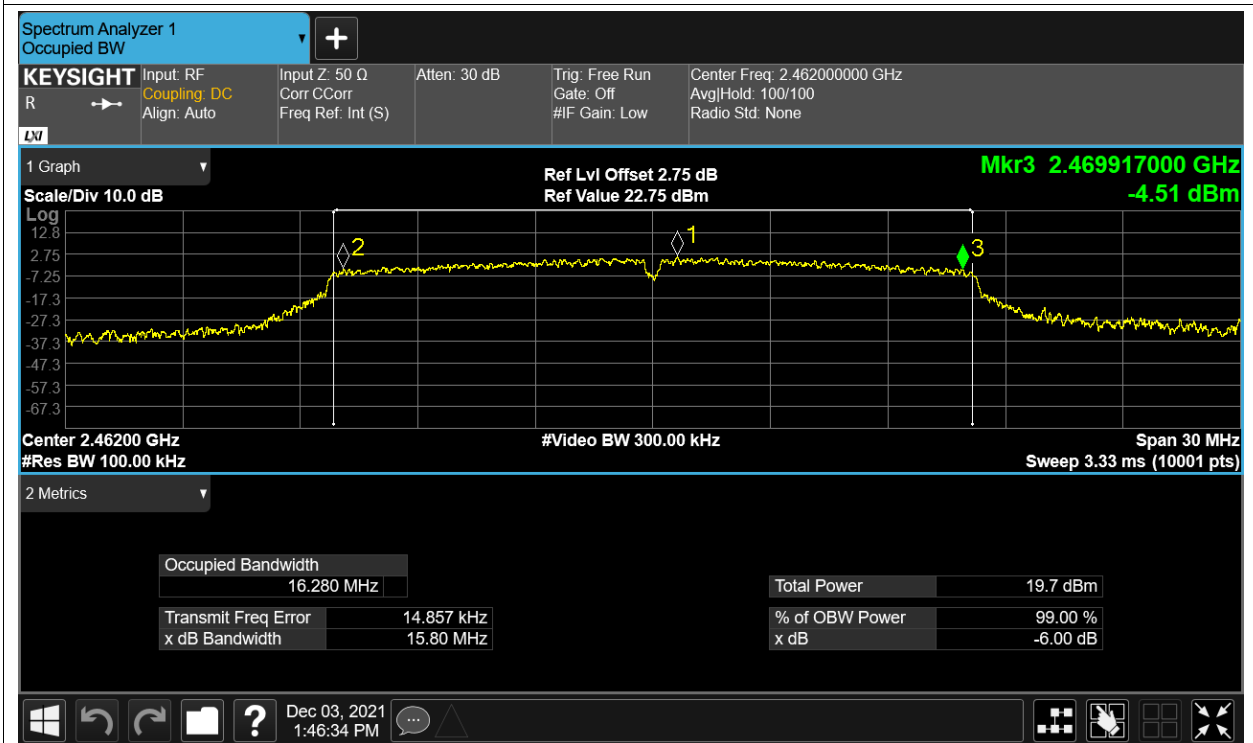 Spectrum Analyzer 1
Occupied BW
KEYSIGHT
R
LXI
Input: RF
Coupling: DC
Align: Auto
Input Z: 50 Ω
Corr CCorr
Freq Ref: Int (S)
Atten: 30 dB
Trig: Free Run
Gate: Off
#IF Gain: Low
Center Freq: 2.462000000 GHz
Avg|Hold: 100/100
Radio Std: None
1 Graph
Scale/Div 10.0 dB
Ref Lvl Offset 2.75 dB
Ref Value 22.75 dBm
Mkr3 2.469917000 GHz
-4.51 dBm
Log
12.8
2.75
-7.25
-17.3
-27.3
-37.3
-47.3
-57.3
-67.3
2
1
3
Center 2.46200 GHz
#Res BW 100.00 kHz
#Video BW 300.00 kHz
Span 30 MHz
Sweep 3.33 ms (10001 pts)
2 Metrics
Occupied Bandwidth
16.280 MHz
Transmit Freq Error 14.857 kHz
x dB Bandwidth 15.80 MHz
Total Power 19.7 dBm
% of OBW Power 99.00 %
x dB -6.00 dB
?
Dec 03, 2021
1:46:34 PM